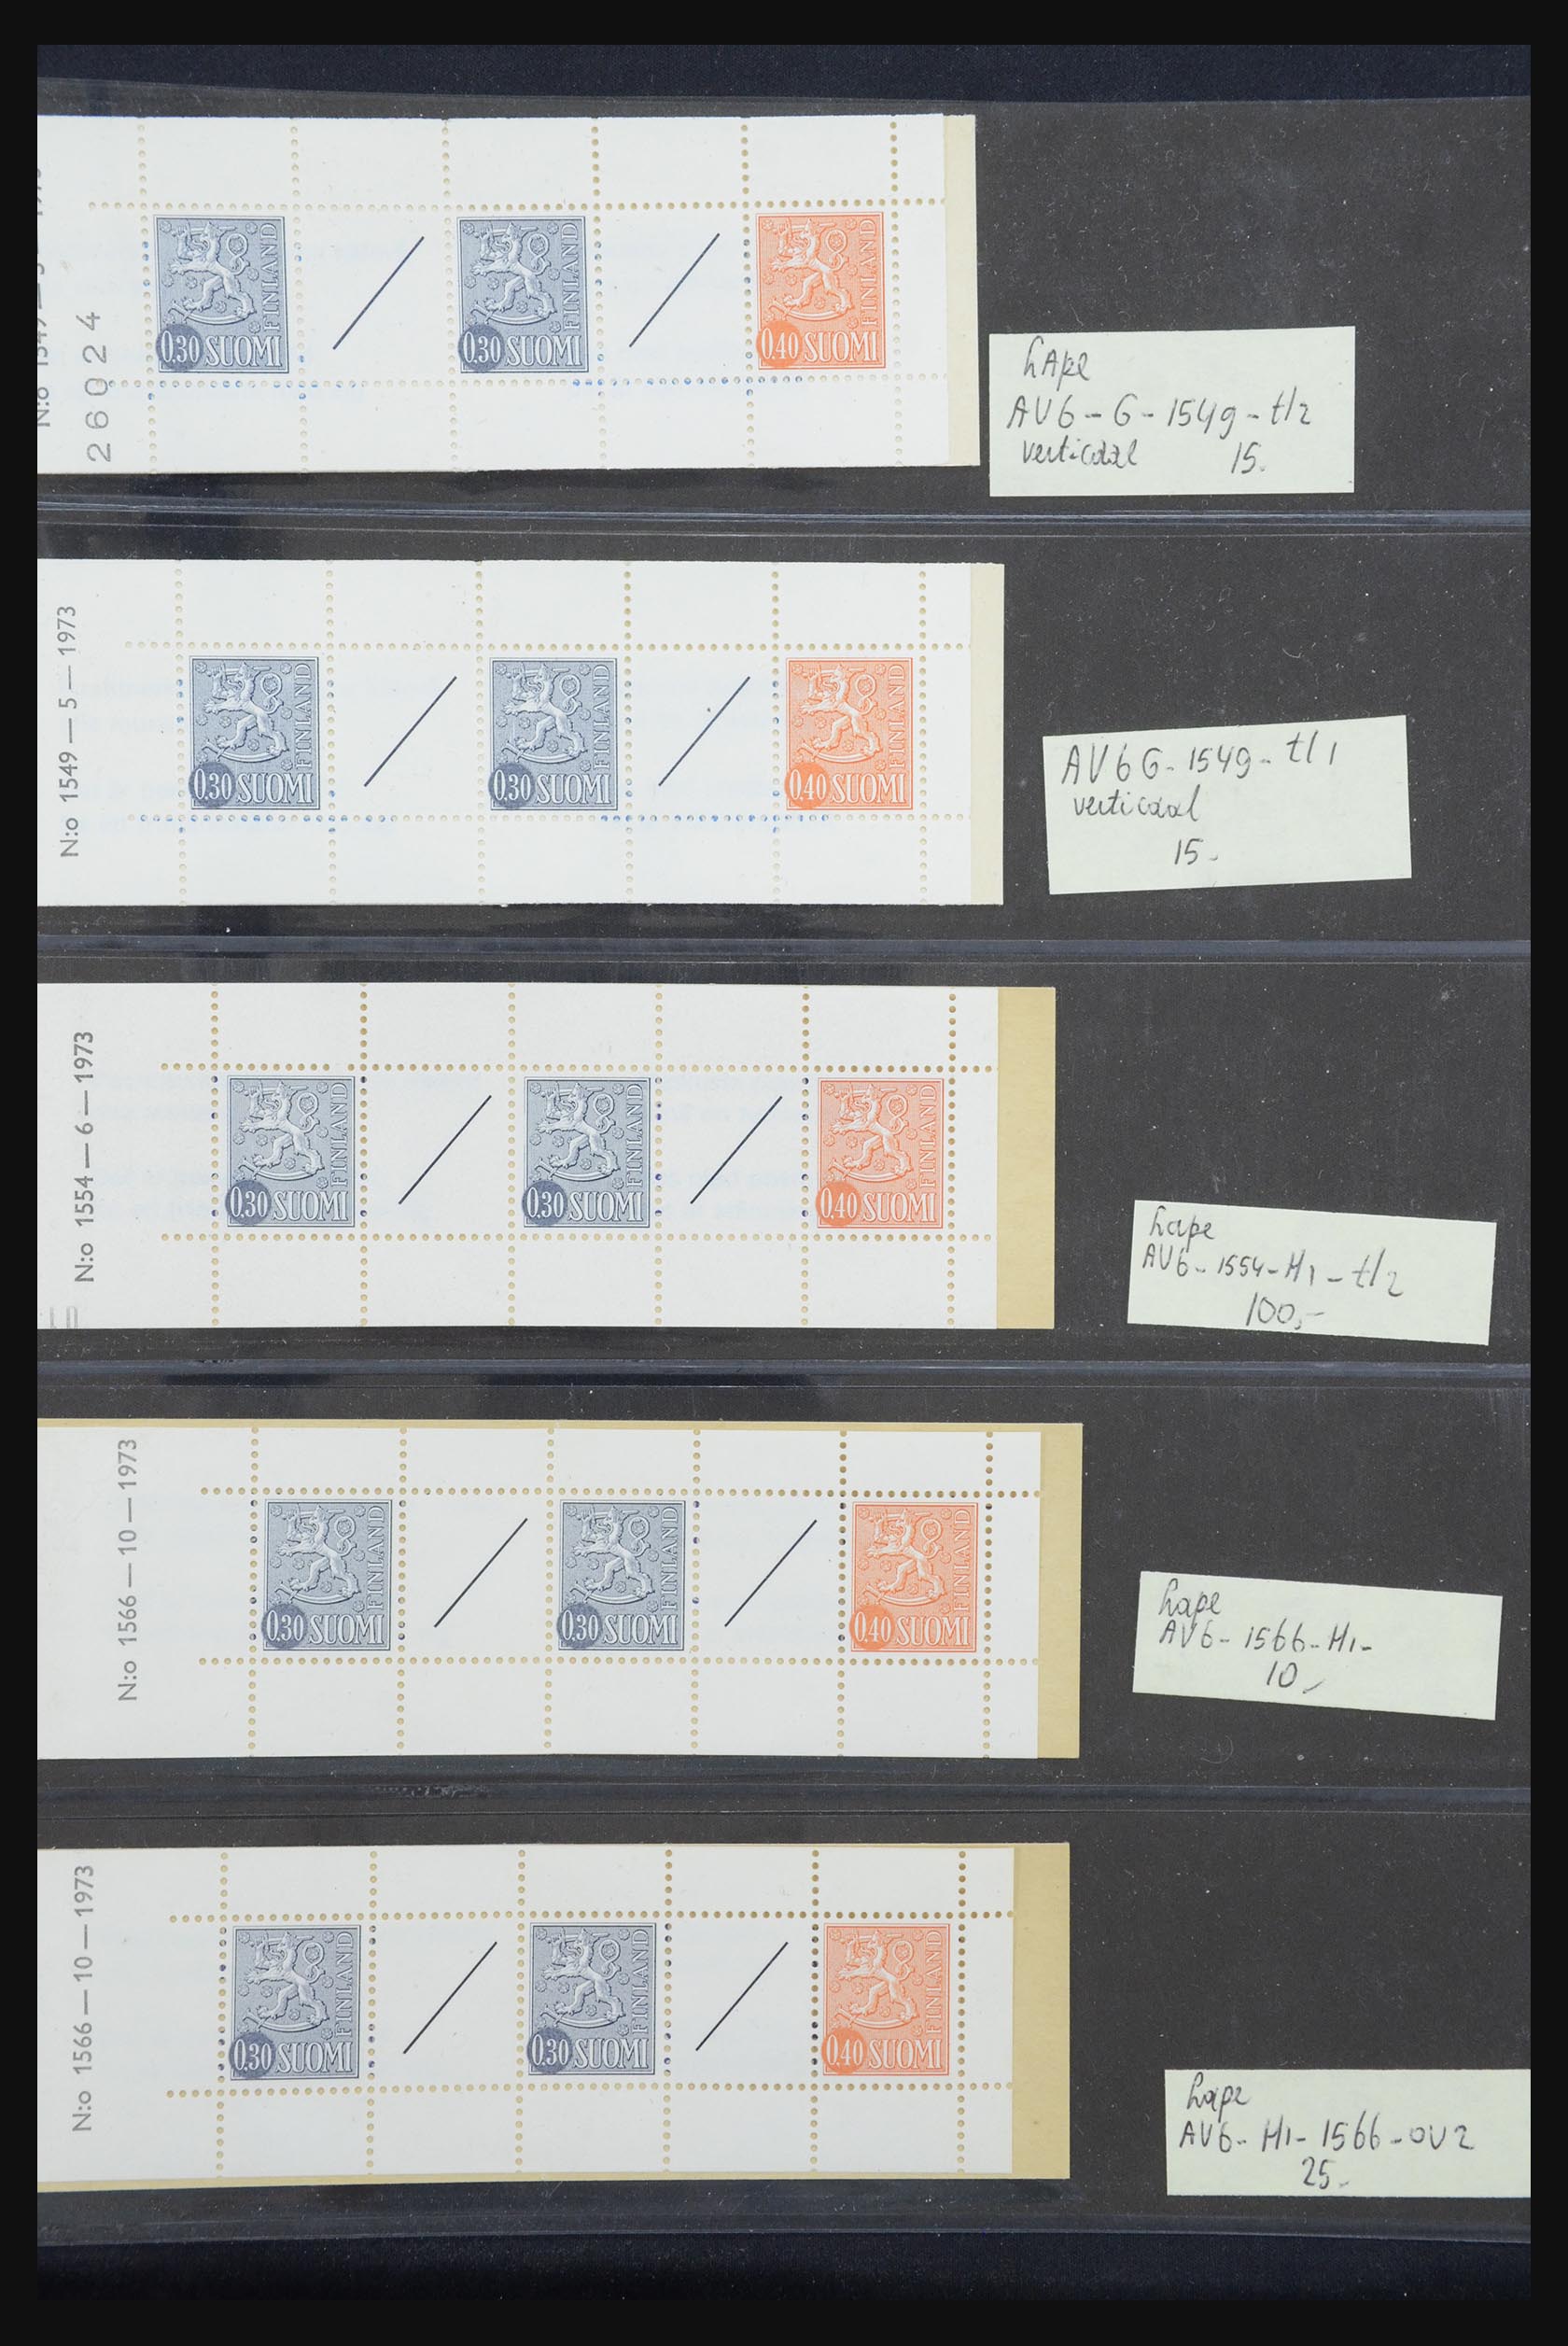 26024
0.30 SUOMI FINLAND
0.30 SUOMI FINLAND
0.40 SUOMI FINLAND
hApe
AV6-G-1549-t/2
verticaal 15.
N:o 1549 — 5 — 1973
0.30 SUOMI FINLAND
0.30 SUOMI FINLAND
0.40 SUOMI FINLAND
AV6G-1549-t/1
verticaal
15-
N:o 1554 — 6 — 1973
0.30 SUOMI FINLAND
0.30 SUOMI FINLAND
0.40 SUOMI FINLAND
hape
AV6-1554-H1-t/2
100,-
N:o 1566 — 10 — 1973
0.30 SUOMI FINLAND
0.30 SUOMI FINLAND
0.40 SUOMI FINLAND
hape
AV6-1566-H1-
10-
N:o 1566 — 10 — 1973
0.30 SUOMI FINLAND
0.30 SUOMI FINLAND
0.40 SUOMI FINLAND
hape
AV6-H1-1566-OV2
25-